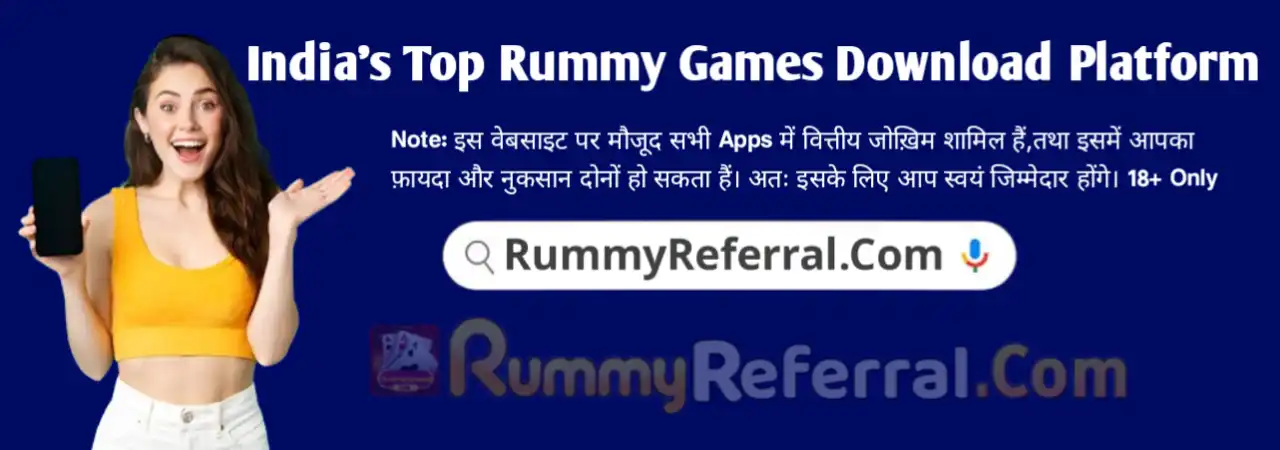 India's Top Rummy Games Download Platform
Note: इस वेबसाइट पर मौजूद सभी Apps में वित्तीय जोख़िम शामिल हैं,तथा इसमें आपका
फ़ायदा और नुकसान दोनों हो सकता हैं। अतः इसके लिए आप स्वयं जिम्मेदार होंगे। 18+ Only
RummyReferral.Com
RummyReferral.Com